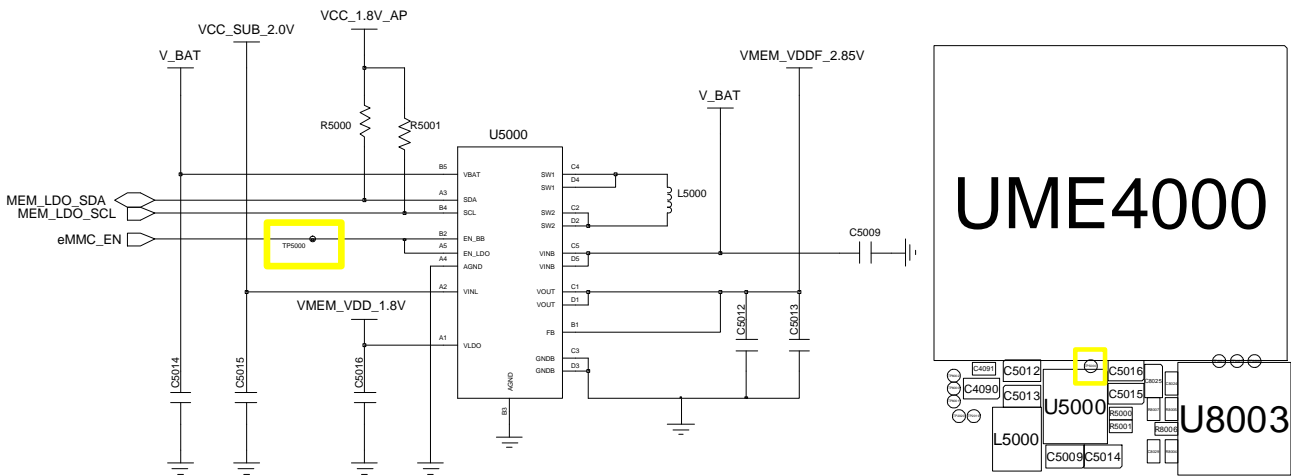 VCC_1.8V_AP
VCC_SUB_2.0V
V_BAT
VMEM_VDDF_2.85V
V_BAT
R5000
R5001
U5000
B5
VBAT
SW1
C4
SW1
D4
L5000
MEM_LDO_SDA
A3
SDA
MEM_LDO_SCL
B4
SCL
SW2
C2
SW2
D2
eMMC_EN
TP5000
B2
EN_BB
A5
EN_LDO
A4
AGND
VINB
C5
VINB
D5
C5009
A2
VINL
VOUT
C1
VOUT
D1
VMEM_VDD_1.8V
FB
B1
A1
VLDO
GNDB
C3
GNDB
D3
C5012
C5013
C5014
C5015
C5016
AGND
B3
UME4000
C4091
C5012
C5016
C8025
C4090
C5013
U5000
C5015
R5000
R5001
L5000
C5009
C5014
R8006
U8003